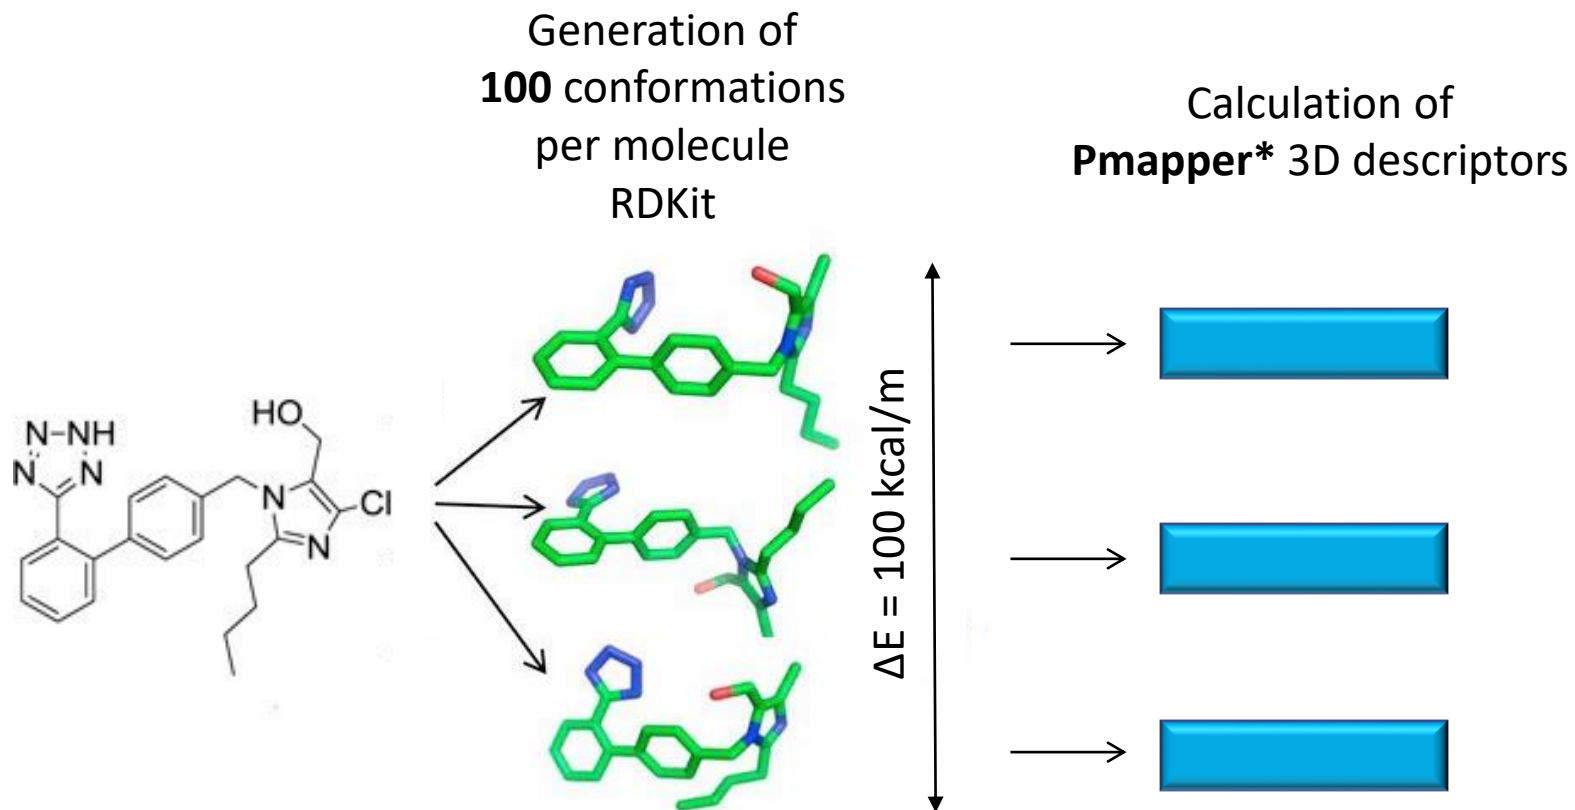 Generation of
100 conformations
per molecule
RDKit
Calculation of
Pmapper* 3D descriptors
ΔE = 100 kcal/m
HO
N-NH
N N
N
Cl
N